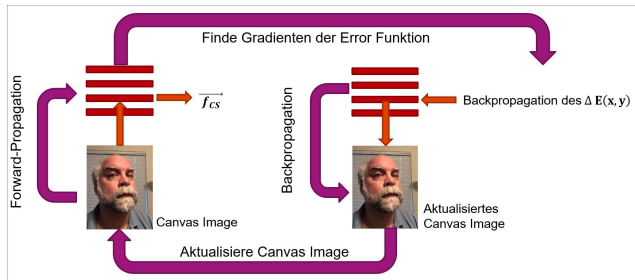 Finde Gradienten der Error Funktion
Forward-Propagation
f_CS
Canvas Image
Backpropagation
Backpropagation des Δ E(x, y)
Aktualisiertes
Canvas Image
Aktualisiere Canvas Image